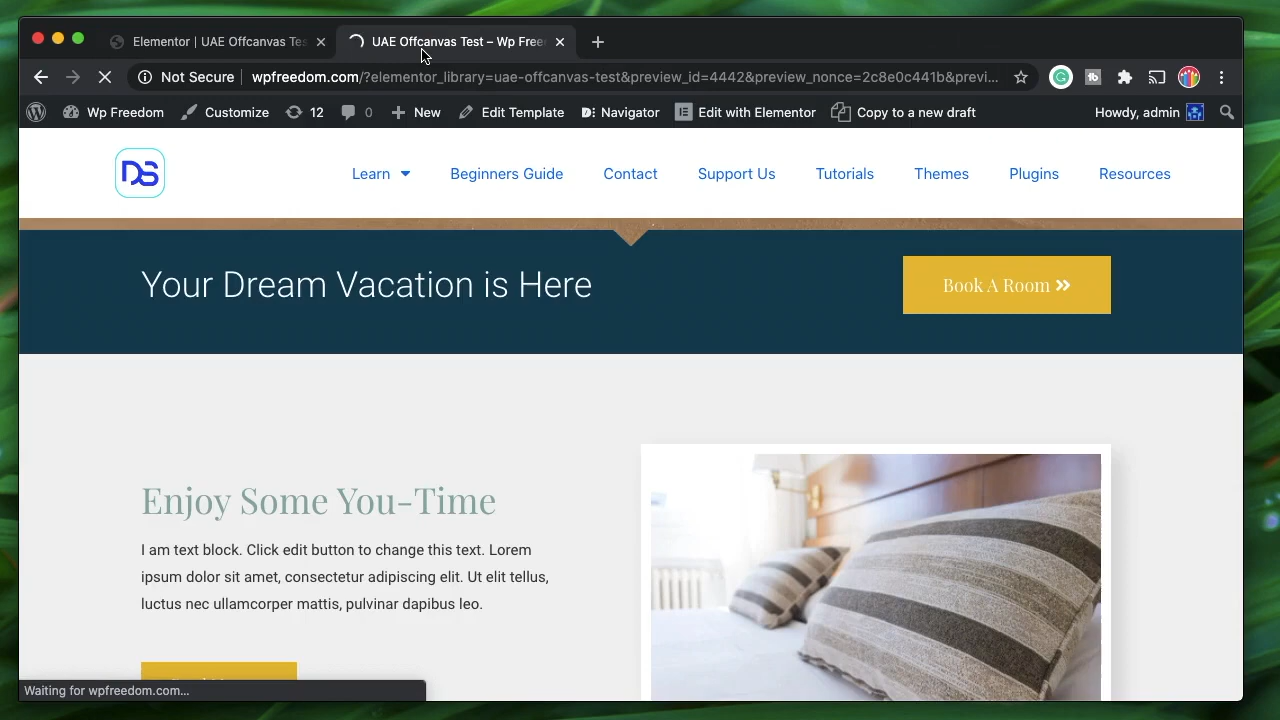 Elementor | UAE Offcanvas Tes
UAE Offcanvas Test – Wp Free
Not Secure
wpfreedom.com/?elementor_library=uae-offcanvas-test&preview_id=4442&preview_nonce=2c8e0c441b&previ...
Wp Freedom
Customize
12
0
New
Edit Template
Navigator
Edit with Elementor
Copy to a new draft
Howdy, admin
DS
Learn
Beginners Guide
Contact
Support Us
Tutorials
Themes
Plugins
Resources
Your Dream Vacation is Here
Book A Room
Enjoy Some You-Time
I am text block. Click edit button to change this text. Lorem
ipsum dolor sit amet, consectetur adipiscing elit. Ut elit tellus,
luctus nec ullamcorper mattis, pulvinar dapibus leo.
Waiting for wpfreedom.com...